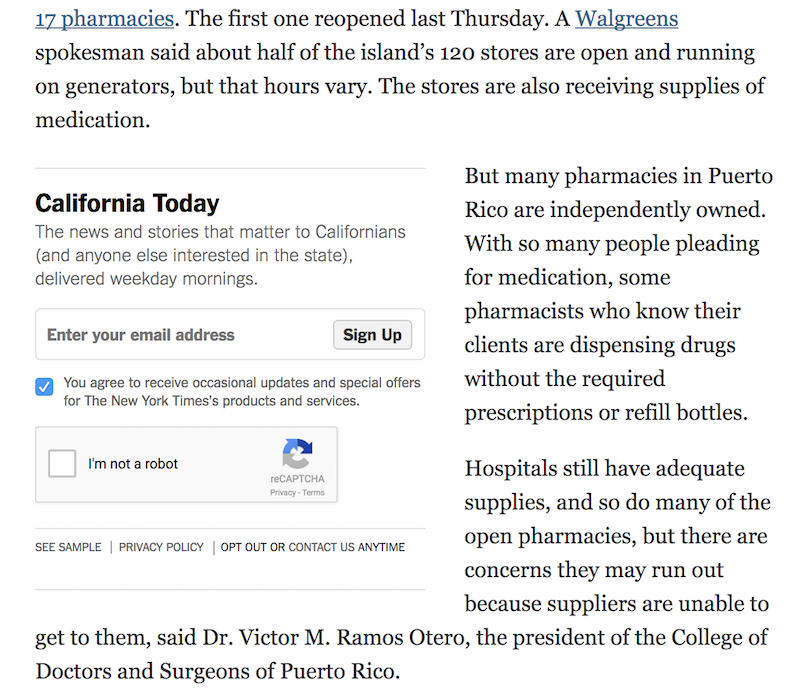 17 pharmacies. The first one reopened last Thursday. A Walgreens
spokesman said about half of the island’s 120 stores are open and running
on generators, but that hours vary. The stores are also receiving supplies of
medication.
California Today
The news and stories that matter to Californians
(and anyone else interested in the state),
delivered weekday mornings.
Enter your email address
Sign Up
You agree to receive occasional updates and special offers
for The New York Times's products and services.
I'm not a robot
reCAPTCHA
Privacy - Terms
SEE SAMPLE | PRIVACY POLICY | OPT OUT OR CONTACT US ANYTIME
But many pharmacies in Puerto
Rico are independently owned.
With so many people pleading
for medication, some
pharmacists who know their
clients are dispensing drugs
without the required
prescriptions or refill bottles.
Hospitals still have adequate
supplies, and so do many of the
open pharmacies, but there are
concerns they may run out
because suppliers are unable to
get to them, said Dr. Victor M. Ramos Otero, the president of the College of
Doctors and Surgeons of Puerto Rico.